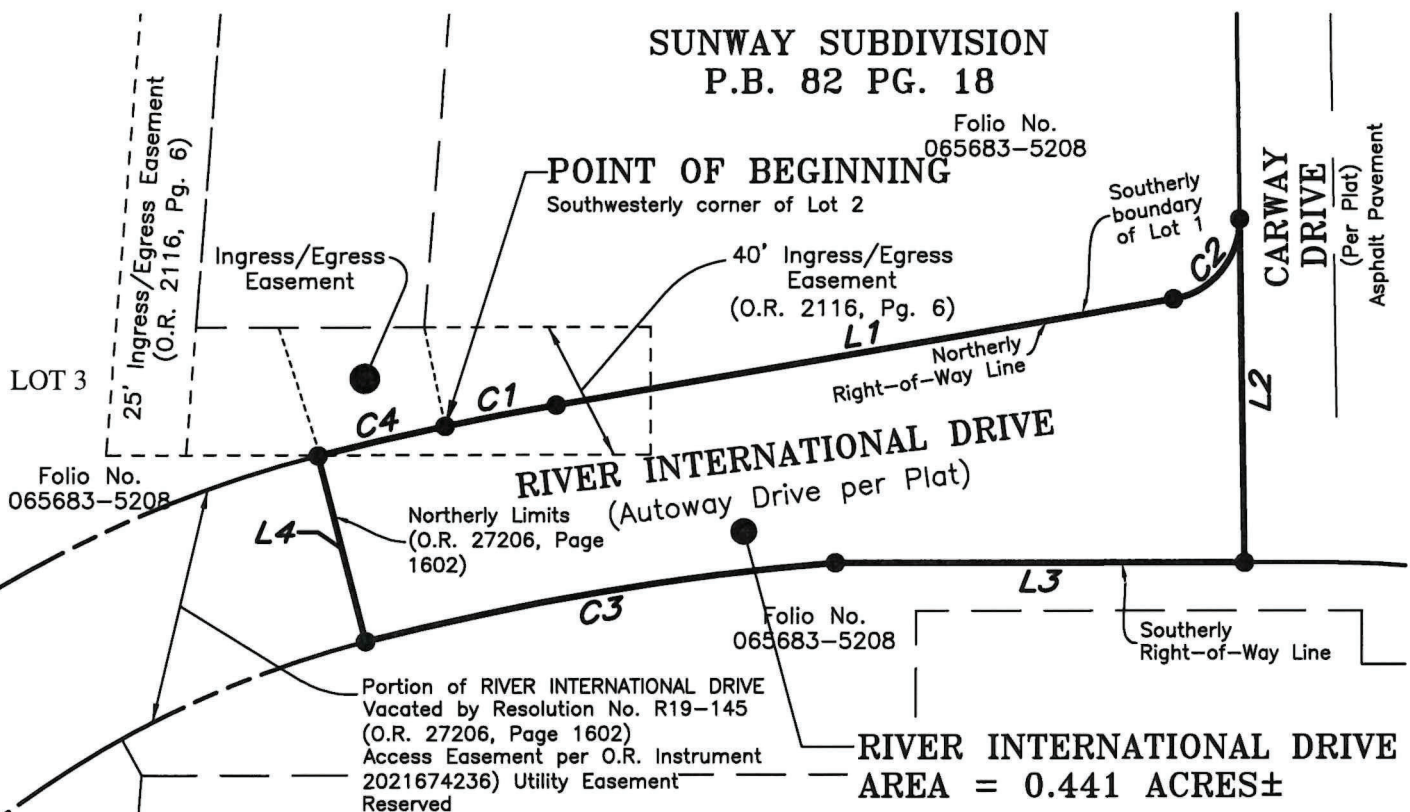 SUNWAY SUBDIVISION
P.B. 82 PG. 18
Folio No.
065683-5208
25' Ingress/Egress Easement
(O.R. 2116, Pg. 6)
POINT OF BEGINNING
Southwesterly corner of Lot 2
Southerly
boundary
of Lot 1
C2
CARWAY
DRIVE
(Per Plat)
Asphalt Pavement
Ingress/Egress
Easement
40' Ingress/Egress
Easement
(O.R. 2116, Pg. 6)
L1
Northerly
Right-of-Way Line
L2
LOT 3
C4
C1
RIVER INTERNATIONAL DRIVE
(Autoway Drive per Plat)
Folio No.
065683-5208
L4
Northerly Limits
(O.R. 27206, Page
1602)
C3
L3
Folio No.
065683-5208
Southerly
Right-of-Way Line
Portion of RIVER INTERNATIONAL DRIVE
Vacated by Resolution No. R19-145
(O.R. 27206, Page 1602)
Access Easement per O.R. Instrument
2021674236) Utility Easement
Reserved
RIVER INTERNATIONAL DRIVE
AREA = 0.441 ACRES±